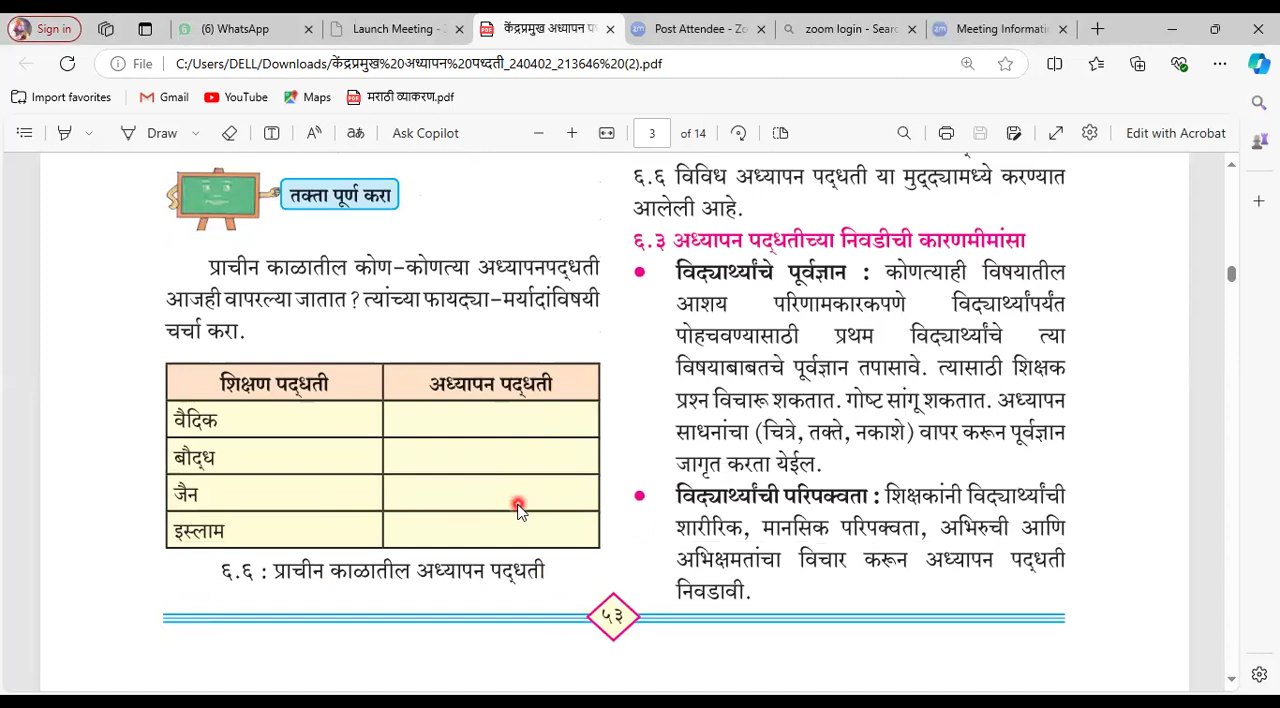 Sign in
(6) WhatsApp
Launch Meeting - Z
केंद्रप्रमुख अध्यापन प
Post Attendee - Zo
zoom login - Searc
Meeting Informati
File
C:/Users/DELL/Downloads/केंद्रप्रमुख%20अध्यापन%20पध्दती_240402_213646%20(2).pdf
Import favorites
Gmail
YouTube
Maps
मराठी व्याकरण.pdf
Draw
Ask Copilot
3
of 14
Edit with Acrobat
तक्ता पूर्ण करा
प्राचीन काळातील कोण-कोणत्या अध्यापनपद्धती
आजही वापरल्या जातात ? त्यांच्या फायद्या-मर्यादांविषयी
चर्चा करा.
शिक्षण पद्धती
अध्यापन पद्धती
वैदिक
बौद्ध
जैन
इस्लाम
६.६ : प्राचीन काळातील अध्यापन पद्धती
६.६ विविध अध्यापन पद्धती या मुद्द्यामध्ये करण्यात
आलेली आहे.
६.३ अध्यापन पद्धतीच्या निवडीची कारणमीमांसा
● विद्यार्थ्यांचे पूर्वज्ञान : कोणत्याही विषयातील
आशय परिणामकारकपणे विद्यार्थ्यांपर्यंत
पोहचवण्यासाठी प्रथम विद्यार्थ्यांचे त्या
विषयाबाबतचे पूर्वज्ञान तपासावे. त्यासाठी शिक्षक
प्रश्न विचारू शकतात. गोष्ट सांगू शकतात. अध्यापन
साधनांचा (चित्रे, तक्ते, नकाशे) वापर करून पूर्वज्ञान
जागृत करता येईल.
● विद्यार्थ्यांची परिपक्वता : शिक्षकांनी विद्यार्थ्यांची
शारीरिक, मानसिक परिपक्वता, अभिरुची आणि
अभिक्षमतांचा विचार करून अध्यापन पद्धती
निवडावी.
५३